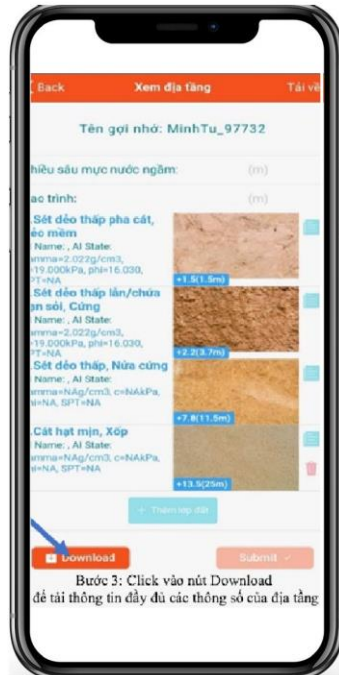 Back Xem địa tầng Tải về
Tên gợi nhớ: MinhTu_97732
hiều sâu mực nước ngầm: (m)
ao trình: (m)
.Sét dẻo thấp pha cát,
ẻo mềm
Name: , AI State:
amma=2.022g/cm3,
=19.000kPa, phi=16.030,
PT=NA
+1.5(1.5m)
.Sét dẻo thấp lẫn/chứa
ạn sỏi, Cứng
Name: , AI State:
amma=2.022g/cm3,
=19.000kPa, phi=16.030,
PT=NA
+2.2(3.7m)
.Sét dẻo thấp, Nửa cứng
Name: , AI State:
amma=NAg/cm3, c=NAkPa,
hi=NA, SPT=NA
+7.8(11.5m)
.Cát hạt mịn, Xốp
Name: , AI State:
amma=NAg/cm3, c=NAkPa,
hi=NA, SPT=NA
+13.5(25m)
+ Thêm lớp đất
Download Submit ✓
Bước 3: Click vào nút Download
để tải thông tin đầy đủ các thông số của địa tầng